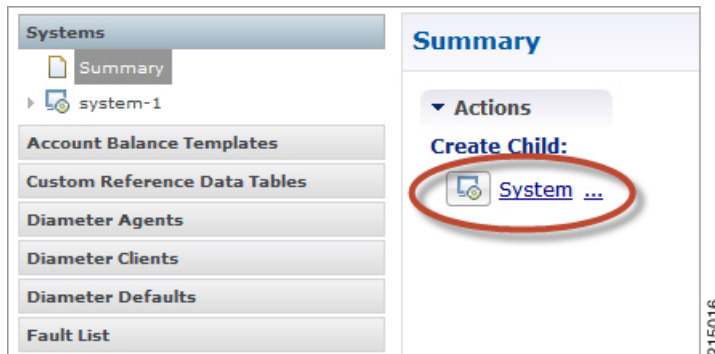 Systems
Summary
system-1
Account Balance Templates
Custom Reference Data Tables
Diameter Agents
Diameter Clients
Diameter Defaults
Fault List
Summary
Actions
Create Child:
System ...
215016